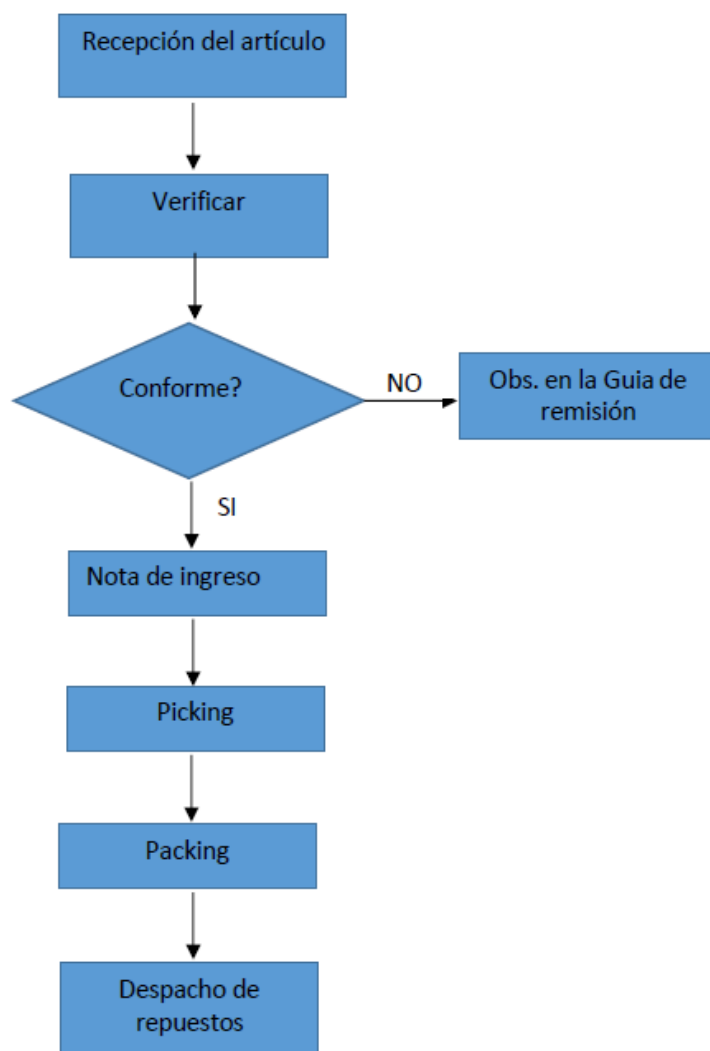 Recepción del artículo
Verificar
Conforme?
NO
Obs. en la Guia de
remisión
SI
Nota de ingreso
Picking
Packing
Despacho de
repuestos